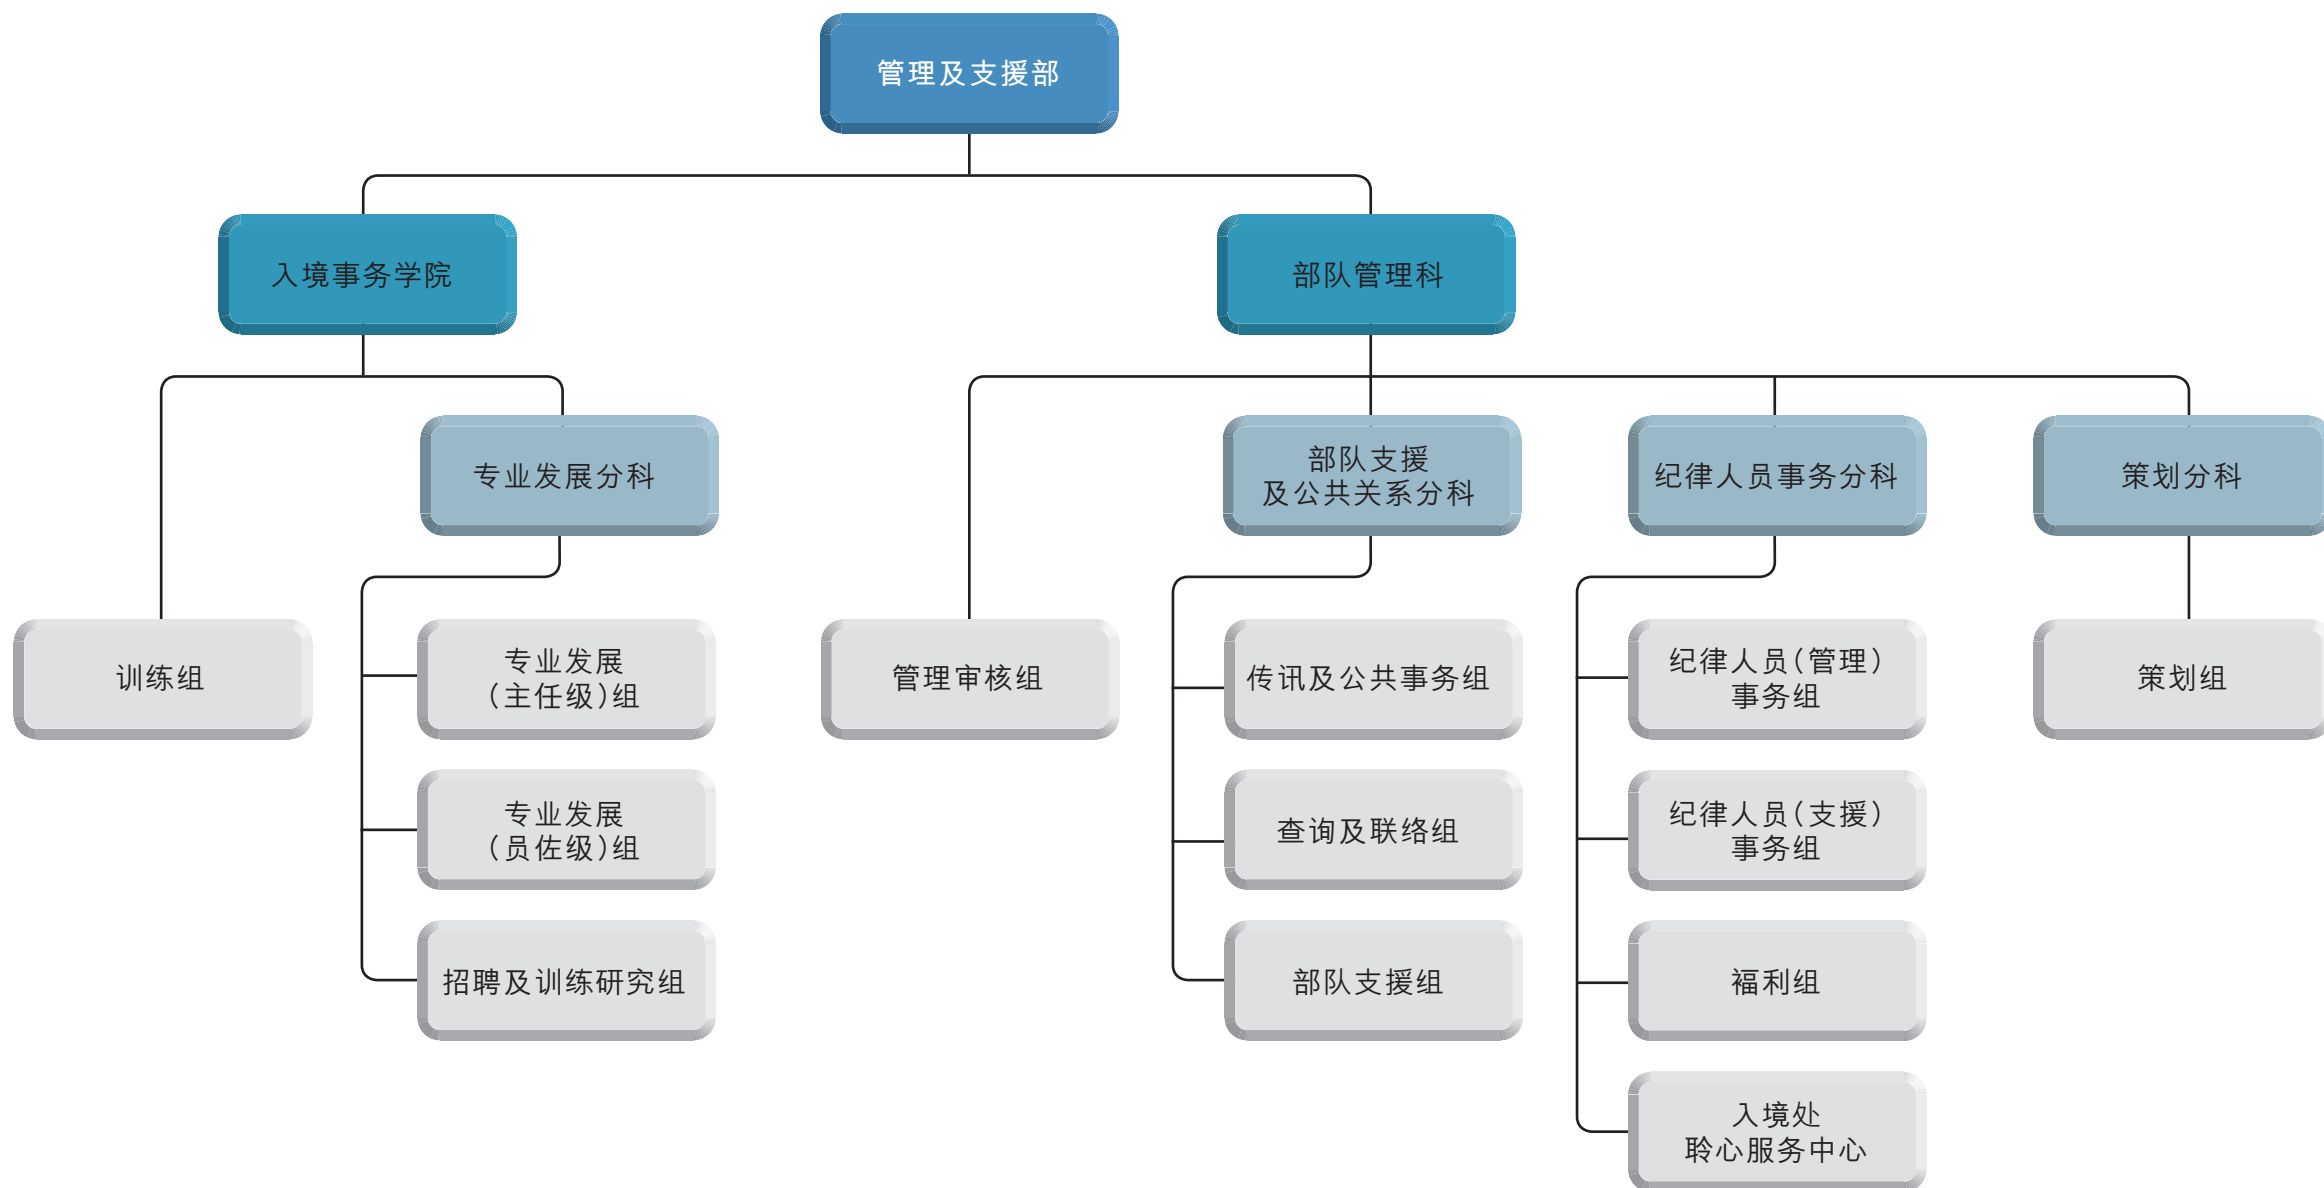 管理及支援部
入境事务学院
部队管理科
专业发展分科
部队支援
及公共关系分科
纪律人员事务分科
策划分科
训练组
专业发展
（主任级）组
管理审核组
传讯及公共事务组
纪律人员（管理）
事务组
策划组
专业发展
（员佐级）组
查询及联络组
纪律人员（支援）
事务组
招聘及训练研究组
部队支援组
福利组
入境处
聆心服务中心